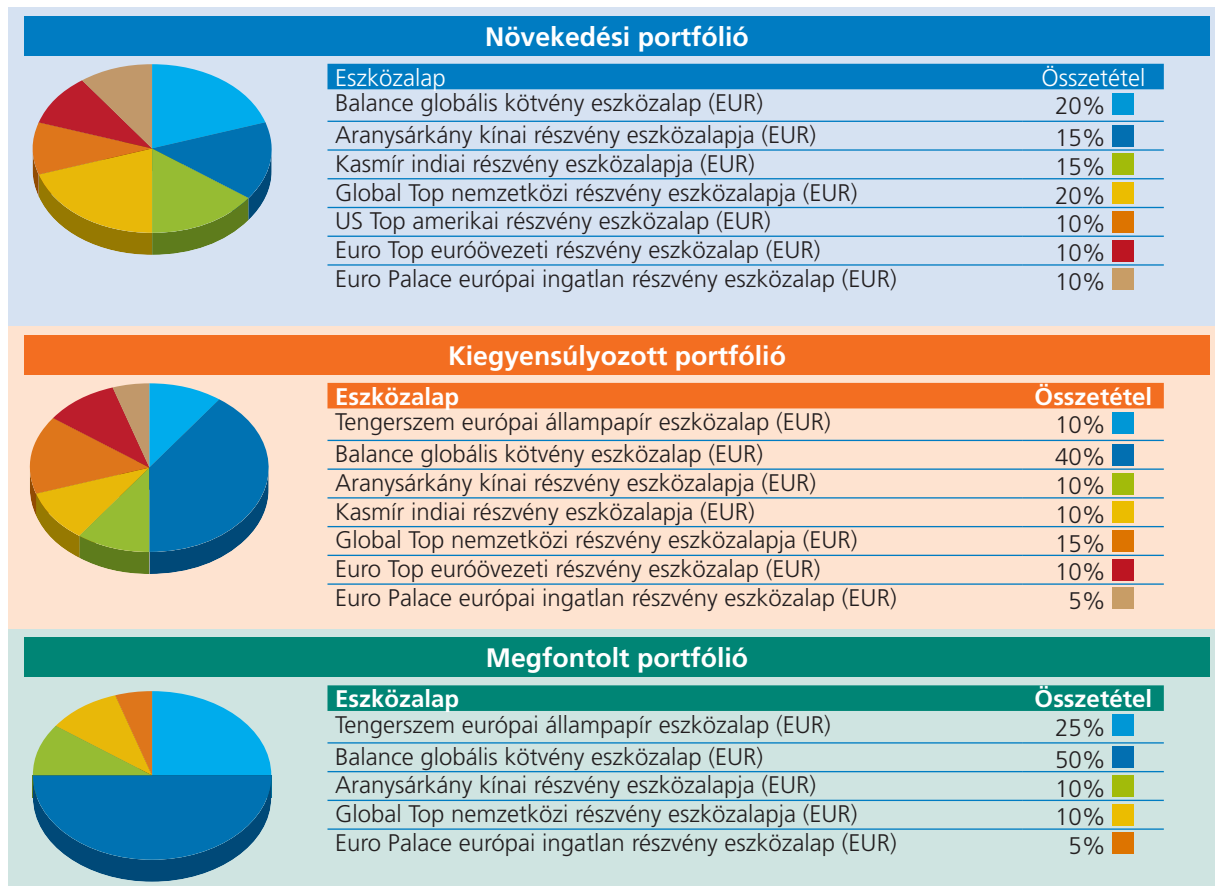 Növekedési portfólió
Eszközalap Összetétel
Balance globális kötvény eszközalap (EUR) 20%
Aranysárkány kínai részvény eszközalapja (EUR) 15%
Kasmír indiai részvény eszközalapja (EUR) 15%
Global Top nemzetközi részvény eszközalapja (EUR) 20%
US Top amerikai részvény eszközalap (EUR) 10%
Euro Top euróövezeti részvény eszközalap (EUR) 10%
Euro Palace európai ingatlan részvény eszközalap (EUR) 10%
Kiegyensúlyozott portfólió
Eszközalap Összetétel
Tengerszem európai állampapír eszközalap (EUR) 10%
Balance globális kötvény eszközalap (EUR) 40%
Aranysárkány kínai részvény eszközalapja (EUR) 10%
Kasmír indiai részvény eszközalapja (EUR) 10%
Global Top nemzetközi részvény eszközalapja (EUR) 15%
Euro Top euróövezeti részvény eszközalap (EUR) 10%
Euro Palace európai ingatlan részvény eszközalap (EUR) 5%
Megfontolt portfólió
Eszközalap Összetétel
Tengerszem európai állampapír eszközalap (EUR) 25%
Balance globális kötvény eszközalap (EUR) 50%
Aranysárkány kínai részvény eszközalapja (EUR) 10%
Global Top nemzetközi részvény eszközalapja (EUR) 10%
Euro Palace európai ingatlan részvény eszközalap (EUR) 5%